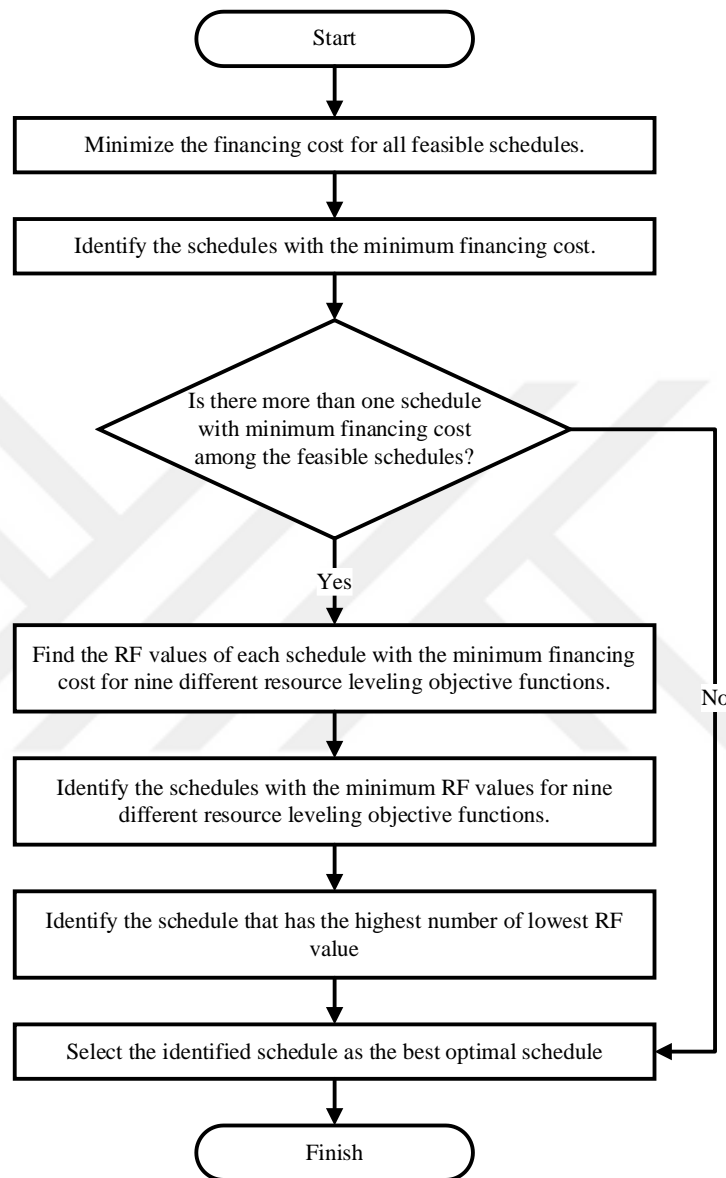 Start
Minimize the financing cost for all feasible schedules.
Identify the schedules with the minimum financing cost.
Is there more than one schedule
with minimum financing cost
among the feasible schedules?
Yes
Find the RF values of each schedule with the minimum financing
cost for nine different resource leveling objective functions.
No
Identify the schedules with the minimum RF values for nine
different resource leveling objective functions.
Identify the schedule that has the highest number of lowest RF
value
Select the identified schedule as the best optimal schedule
Finish